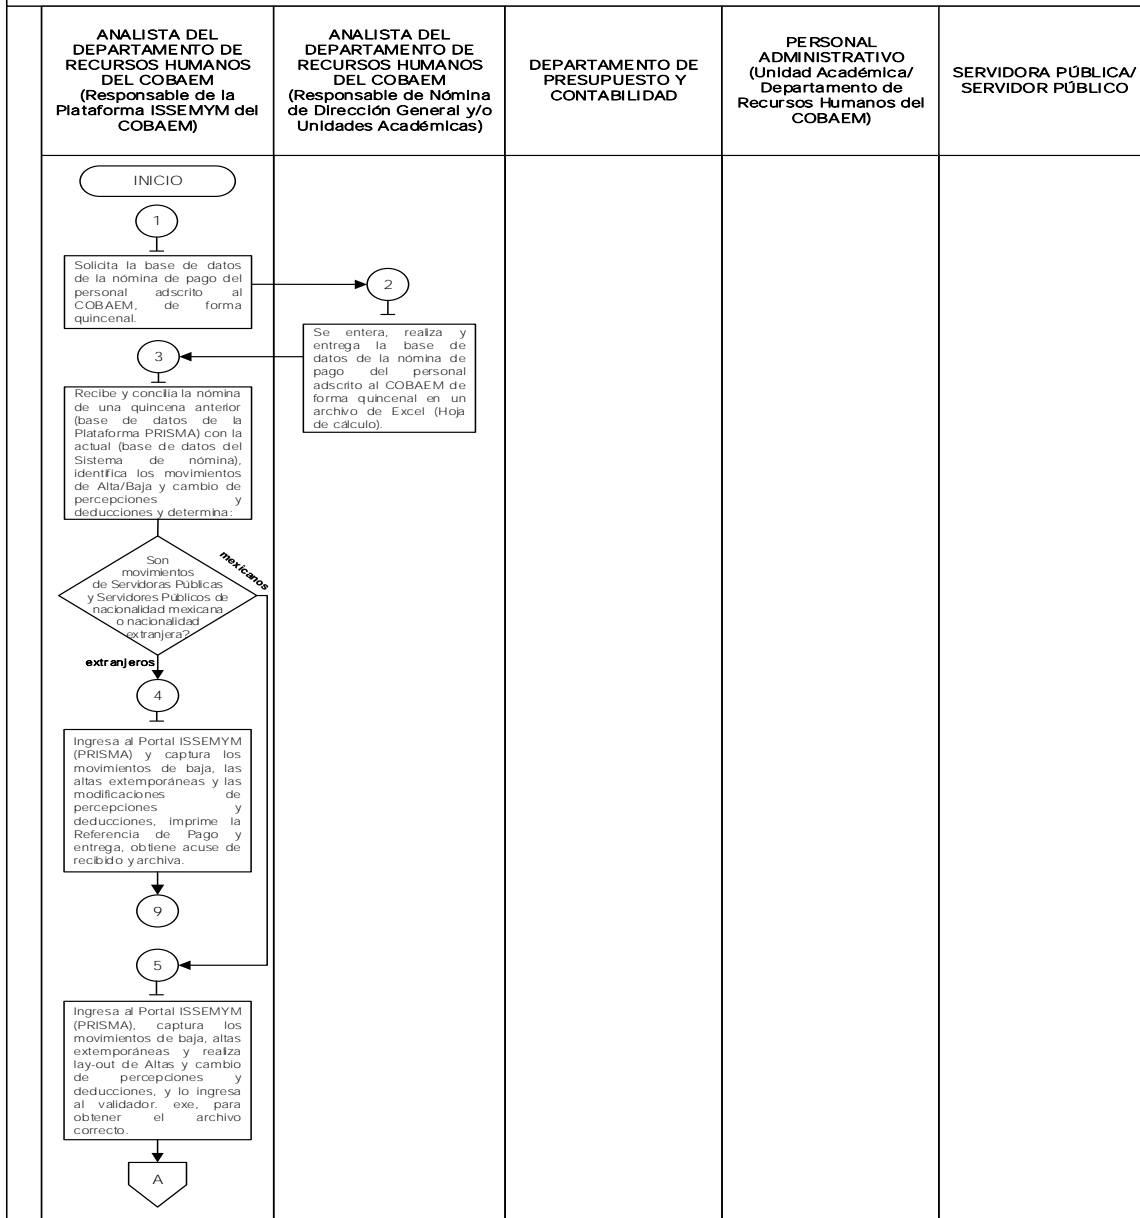 ANALISTA DEL
DEPARTAMENTO DE
RECURSOS HUMANOS
DEL COBAEM
(Responsable de la
Plataforma ISSEMYM del
COBAEM)
ANALISTA DEL
DEPARTAMENTO DE
RECURSOS HUMANOS
DEL COBAEM
(Responsable de Nómina
de Dirección General y/o
Unidades Académicas)
DEPARTAMENTO DE
PRESUPUESTO Y
CONTABILIDAD
PERSONAL
ADMINISTRATIVO
(Unidad Académica/
Departamento de
Recursos Humanos del
COBAEM)
SERVIDORA PÚBLICA/
SERVIDOR PÚBLICO
INICIO
1
Solicita la base de datos
de la nómina de pago del
personal adscrito al
COBAEM, de forma
quincenal.
2
Se entera, realiza y
entrega la base de
datos de la nómina de
pago del personal
adscrito al COBAEM de
forma quincenal en un
archivo de Excel (Hoja
de cálculo).
3
Recibe y concilia la nómina
de una quincena anterior
(base de datos de la
Plataforma PRISMA) con la
actual (base de datos del
Sistema de nómina),
identifica los movimientos
de Alta/Baja y cambio de
percepciones y
deducciones y determina:
Son
movimientos
de Servidoras Públicas
y Servidores Públicos de
nacionalidad mexicana
o nacionalidad
extranjera?
mexicanos
extranjeros
4
Ingresa al Portal ISSEMYM
(PRISMA) y captura los
movimientos de baja, las
altas extemporáneas y las
modificaciones de
percepciones y
deducciones, imprime la
Referencia de Pago y
entrega, obtiene acuse de
recibido y archiva.
9
5
Ingresa al Portal ISSEMYM
(PRISMA), captura los
movimientos de baja, altas
extemporáneas y realiza
lay-out de Altas y cambio
de percepciones y
deducciones, y lo ingresa
al validador. exe, para
obtener el archivo
correcto.
A